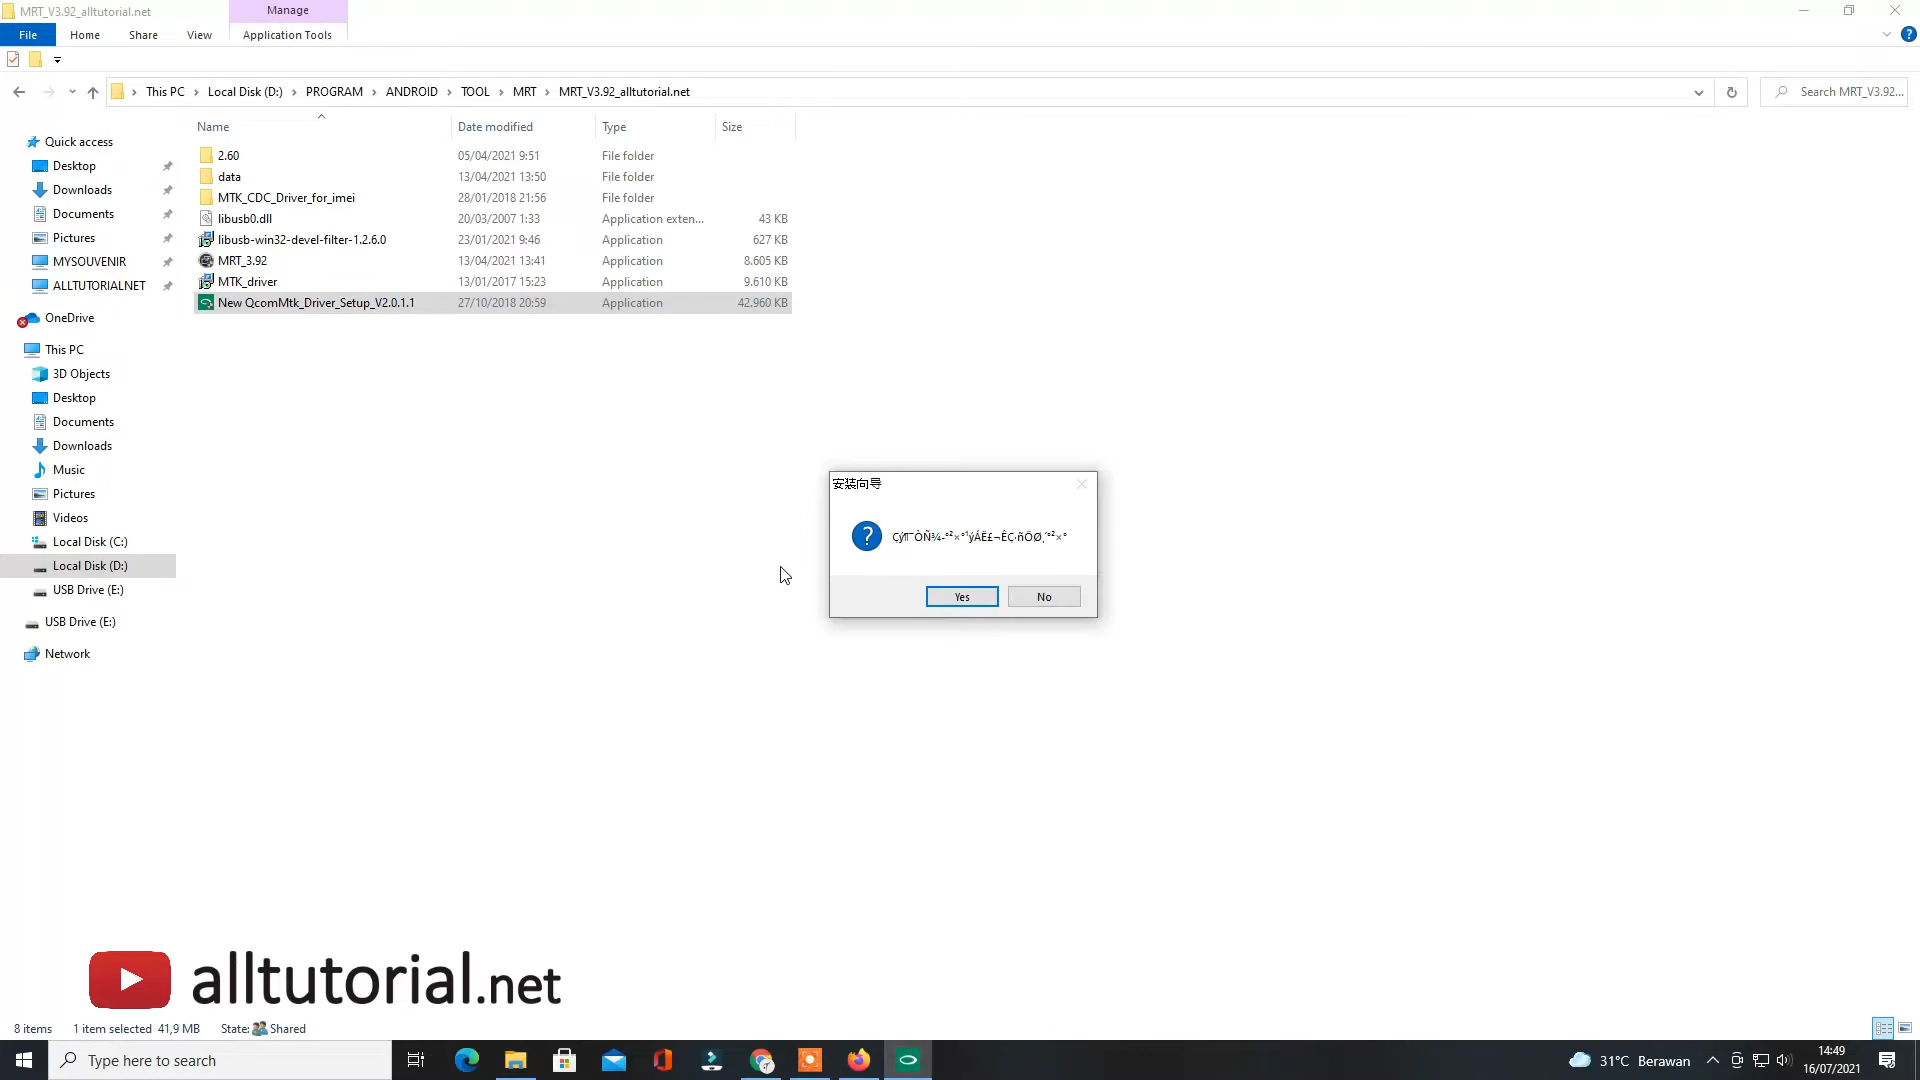 MRT_V3.92_alltutorial.net
Manage
File
Home
Share
View
Application Tools
This PC
Local Disk (D:)
PROGRAM
ANDROID
TOOL
MRT
MRT_V3.92_alltutorial.net
Search MRT_V3.92...
Name
Date modified
Type
Size
Quick access
Desktop
Downloads
Documents
Pictures
MYSOUVENIR
ALLTUTORIALNET
OneDrive
This PC
3D Objects
Desktop
Documents
Downloads
Music
Pictures
Videos
Local Disk (C:)
Local Disk (D:)
USB Drive (E:)
USB Drive (E:)
Network
2.60 05/04/2021 9:51 File folder
data 13/04/2021 13:50 File folder
MTK_CDC_Driver_for_imei 28/01/2018 21:56 File folder
libusb0.dll 20/03/2007 1:33 Application exten... 43 KB
libusb-win32-devel-filter-1.2.6.0 23/01/2021 9:46 Application 627 KB
MRT_3.92 13/04/2021 13:41 Application 8.605 KB
MTK_driver 13/01/2017 15:23 Application 9.610 KB
New QcomMtk_Driver_Setup_V2.0.1.1 27/10/2018 20:59 Application 42.960 KB
安装向导
Çý¶¯ÒÑ¾­°²×°¹ýÁË£¬ÊÇ·ñÖØÐ´°²×°
Yes
No
alltutorial.net
8 items
1 item selected 41,9 MB
State: Shared
Type here to search
31°C Berawan
14:49
16/07/2021